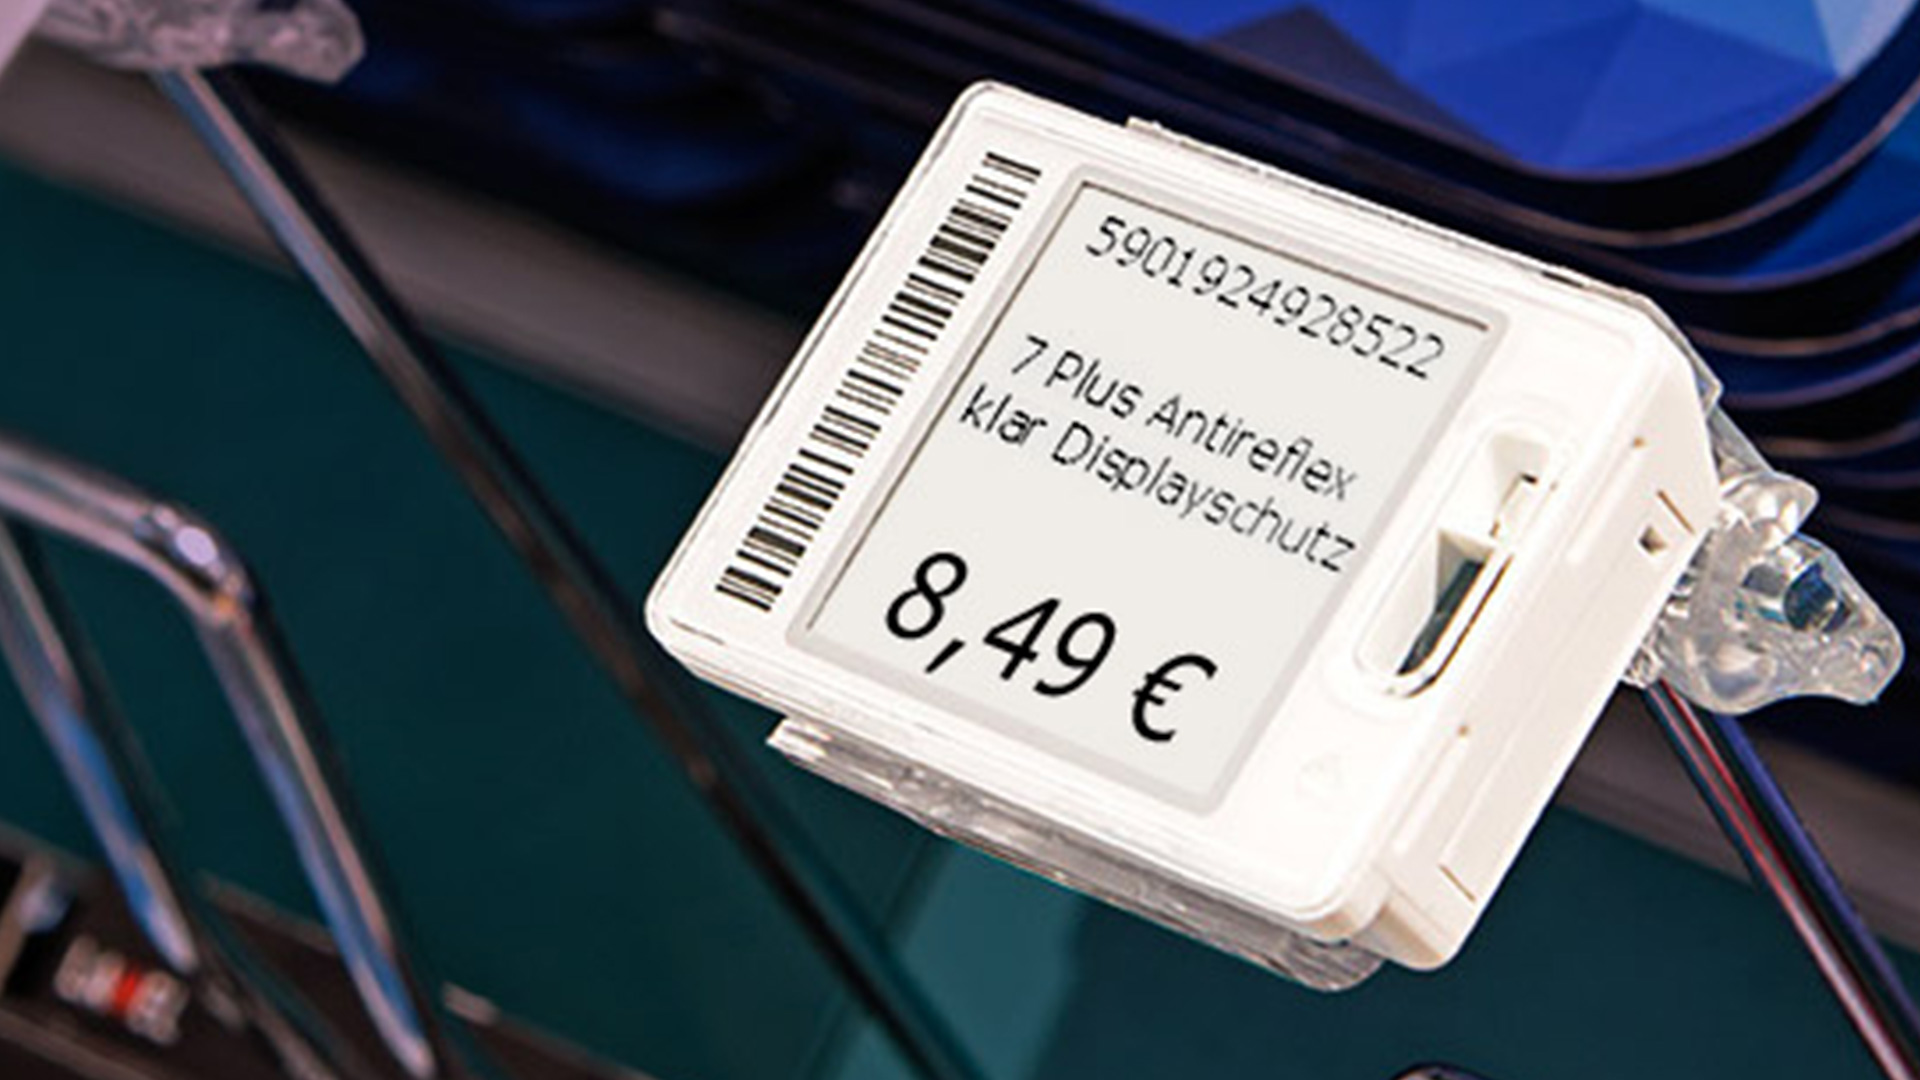 5901924928522
7 Plus Antireflex
klar Displayschutz
8,49 €